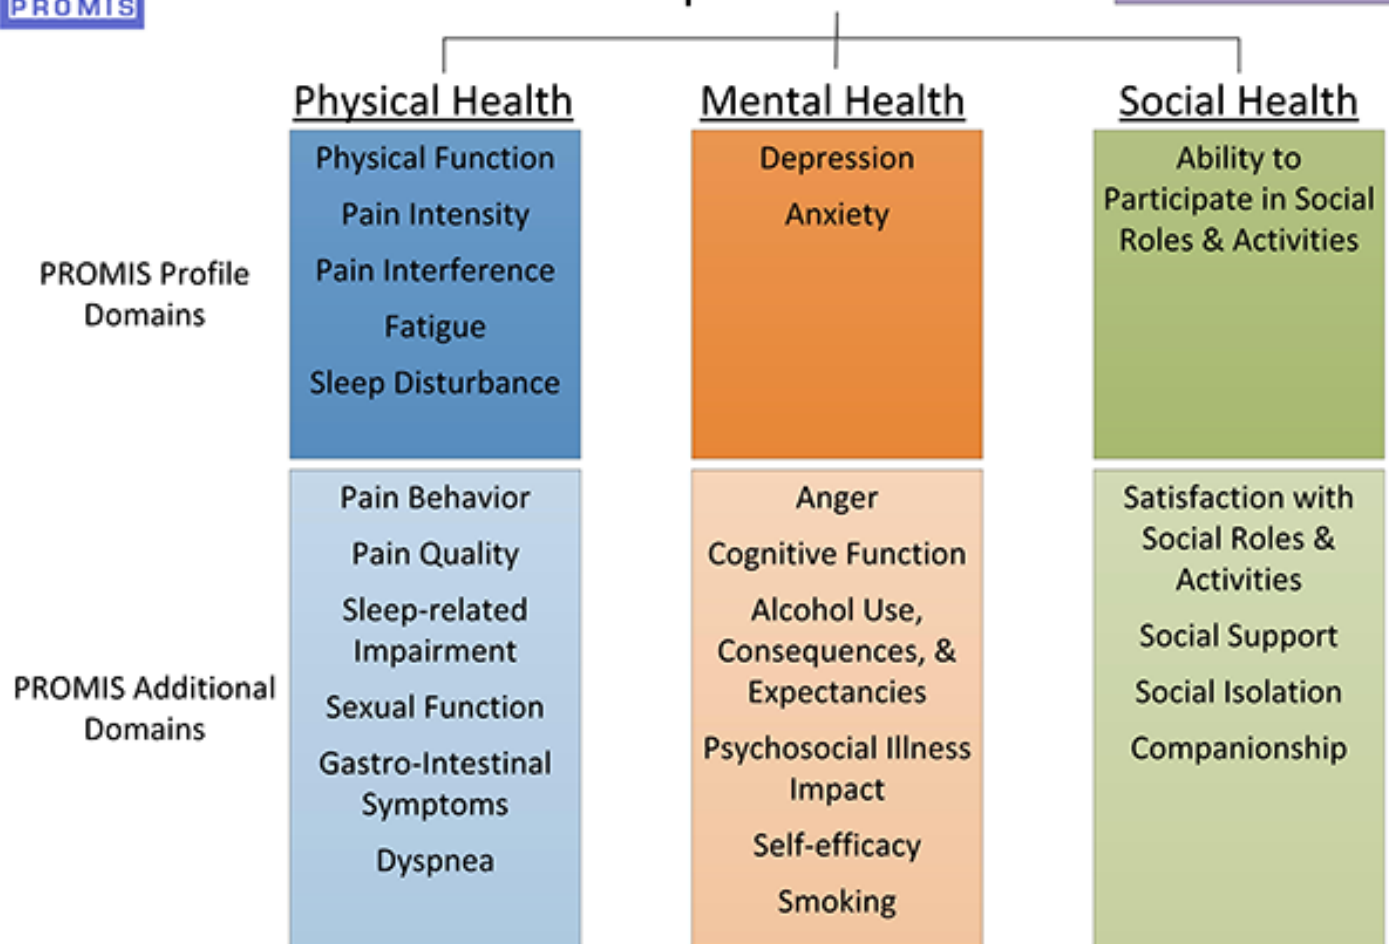 PROMIS
Physical Health
Mental Health
Social Health
PROMIS Profile
Domains
Physical Function
Pain Intensity
Pain Interference
Fatigue
Sleep Disturbance
Depression
Anxiety
Ability to
Participate in Social
Roles & Activities
PROMIS Additional
Domains
Pain Behavior
Pain Quality
Sleep-related
Impairment
Sexual Function
Gastro-Intestinal
Symptoms
Dyspnea
Anger
Cognitive Function
Alcohol Use,
Consequences, &
Expectancies
Psychosocial Illness
Impact
Self-efficacy
Smoking
Satisfaction with
Social Roles &
Activities
Social Support
Social Isolation
Companionship